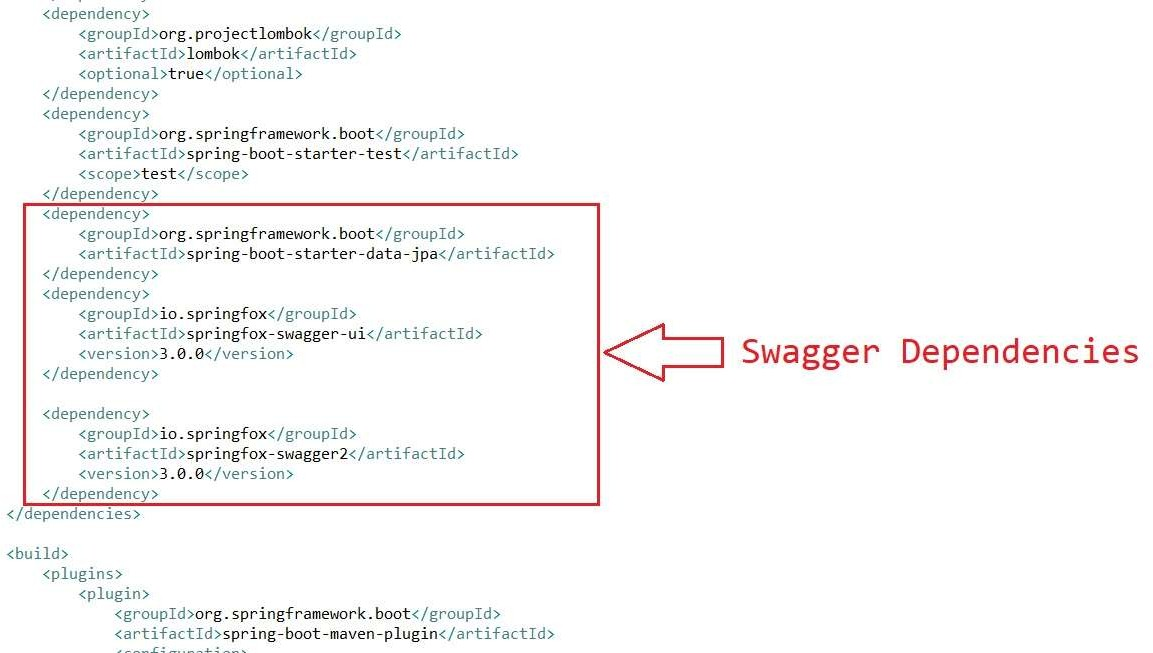 <dependency>
<groupId>org.projectlombok</groupId>
<artifactId>lombok</artifactId>
<optional>true</optional>
</dependency>
<dependency>
<groupId>org.springframework.boot</groupId>
<artifactId>spring-boot-starter-test</artifactId>
<scope>test</scope>
</dependency>
<dependency>
<groupId>org.springframework.boot</groupId>
<artifactId>spring-boot-starter-data-jpa</artifactId>
</dependency>
<dependency>
<groupId>io.springfox</groupId>
<artifactId>springfox-swagger-ui</artifactId>
<version>3.0.0</version>
</dependency>
Swagger Dependencies
<dependency>
<groupId>io.springfox</groupId>
<artifactId>springfox-swagger2</artifactId>
<version>3.0.0</version>
</dependency>
</dependencies>
<build>
<plugins>
<plugin>
<groupId>org.springframework.boot</groupId>
<artifactId>spring-boot-maven-plugin</artifactId>
<configuration>